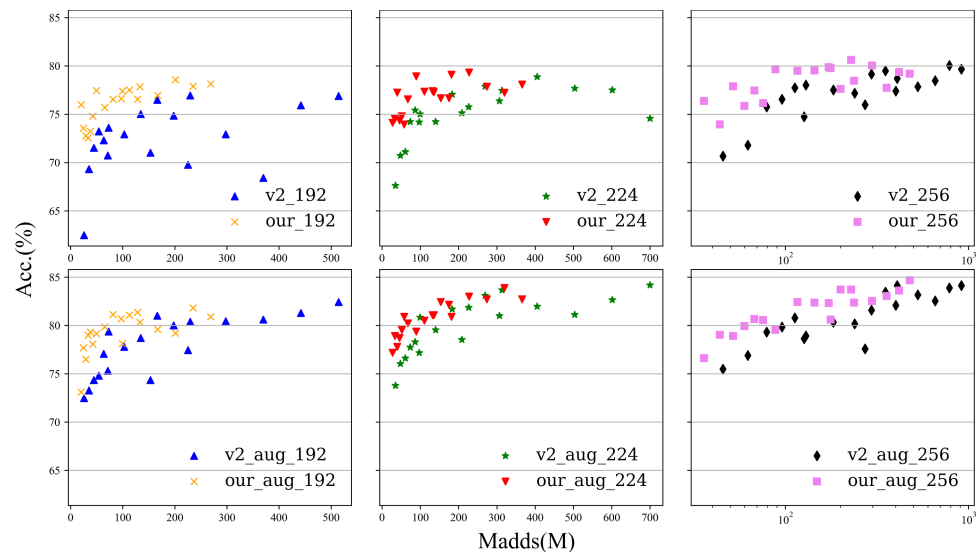 Acc.(%)
85
80
75
70
65
v2_192
our_192
0 100 200 300 400 500
v2_224
our_224
0 100 200 300 400 500 600 700
v2_256
our_256
10² 10³
85
80
75
70
65
v2_aug_192
our_aug_192
0 100 200 300 400 500
v2_aug_224
our_aug_224
0 100 200 300 400 500 600 700
v2_aug_256
our_aug_256
10² 10³
Madds(M)